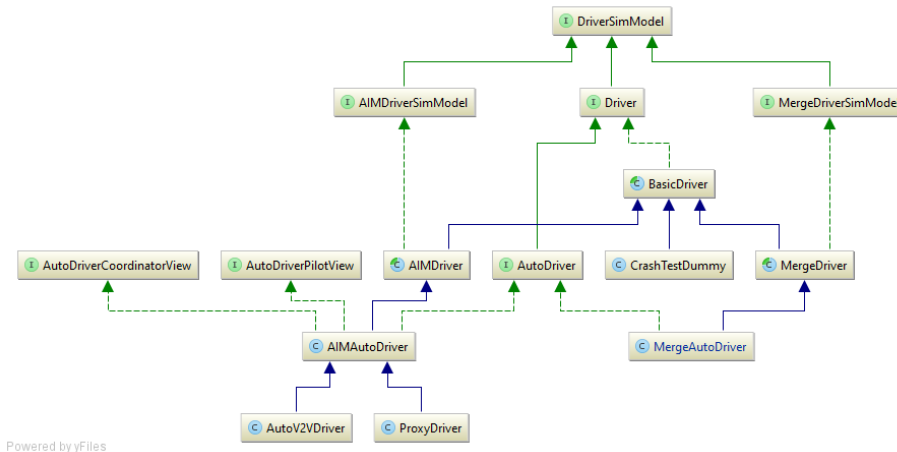 I DriverSimModel
I AIMDriverSimModel
I Driver
I MergeDriverSimModel
C BasicDriver
I AutoDriverCoordinatorView
I AutoDriverPilotView
C AIMDriver
I AutoDriver
C CrashTestDummy
C MergeDriver
C AIMAutoDriver
C MergeAutoDriver
C AutoV2VDriver
C ProxyDriver
Powered by yFiles